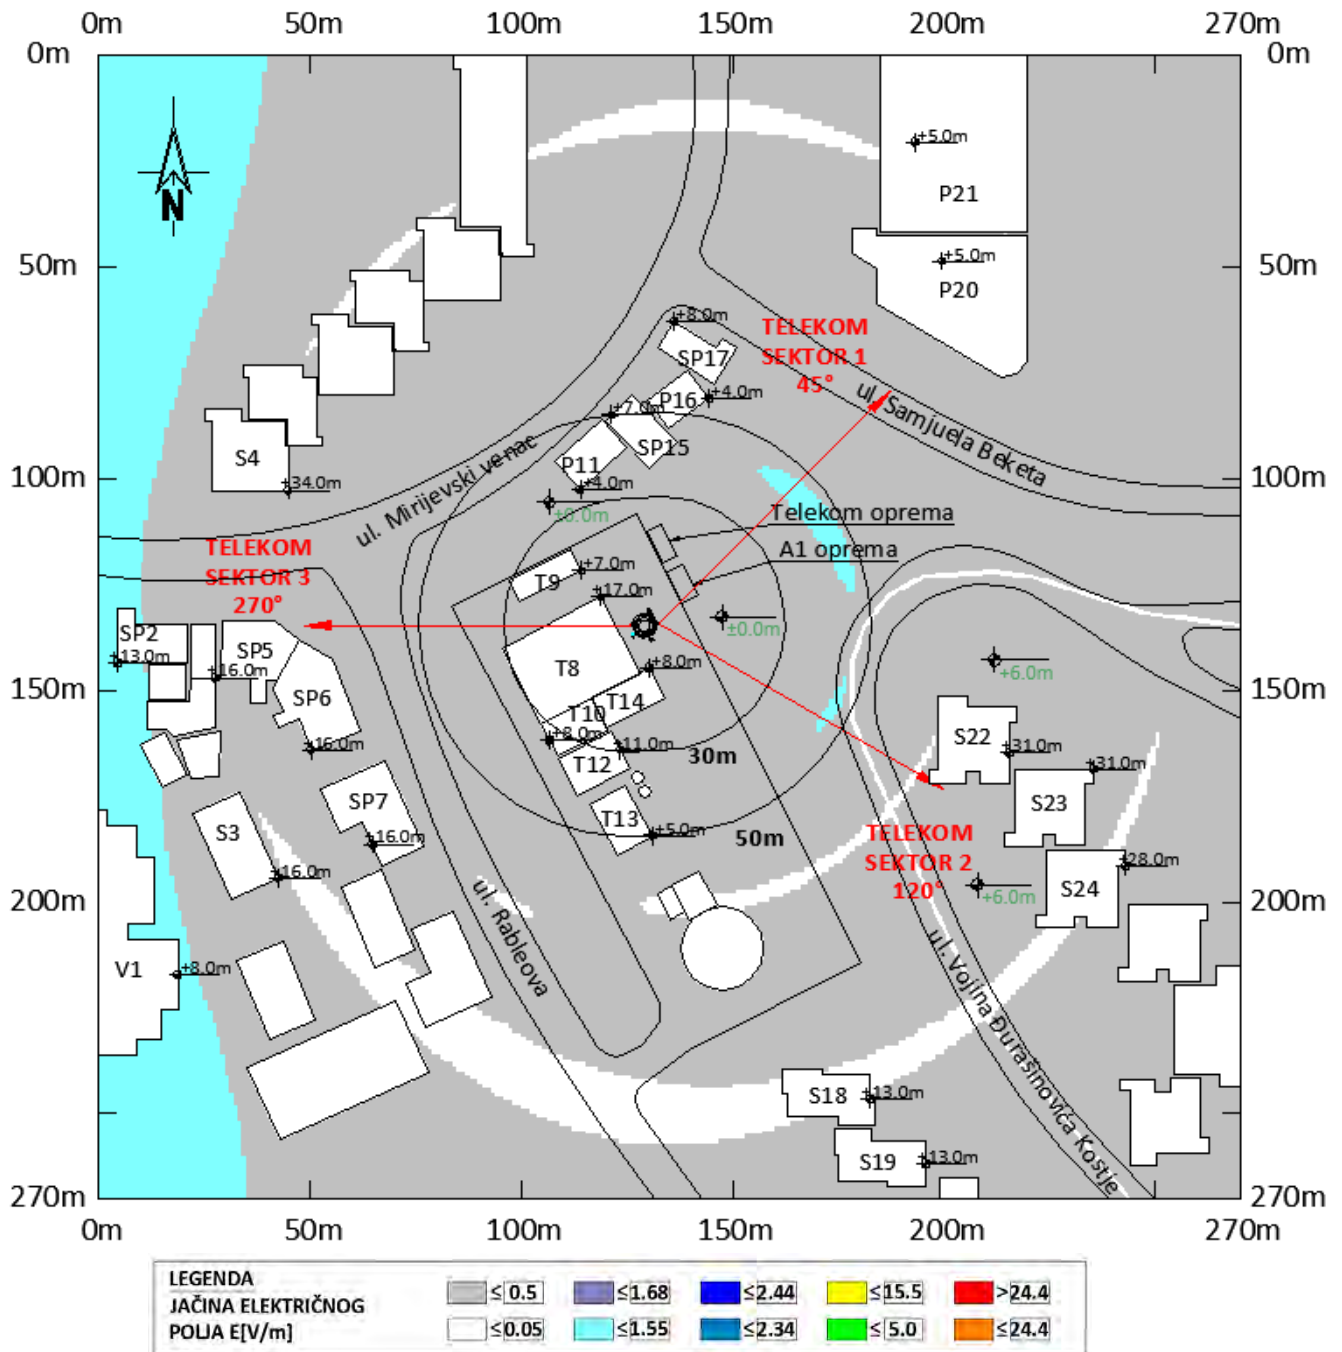 0m 50m 100m 150m 200m 270m
0m 0m
+5.0m
N
P21
50m 50m
+5.0m
P20
+8.0m
TELEKOM
SEKTOR 1
45°
SP17
+4.0m
P16
+7.0m
ul. Samjuela Beketa
SP15
S4
P11
ul. Mirijevski venac
100m 100m
+34.0m
+4.0m
±0.0m
Telekom oprema
TELEKOM
SEKTOR 3
270°
A1 oprema
+7.0m
T9
+17.0m
SP2
±0.0m
SP5
+13.0m
+16.0m
T8
+8.0m
+6.0m
150m 150m
SP6
T14
T10
S22
+8.0m
+11.0m
+31.0m
16.0m
30m
+31.0m
T12
SP7
S23
T13
S3
+16.0m
+5.0m
50m
TELEKOM
SEKTOR 2
120°
+28.0m
+16.0m
S24
+6.0m
200m 200m
ul. Rableova
ul. Vojina Đurašinovića Kostje
V1
+8.0m
S18
+13.0m
S19
+13.0m
270m 270m
0m 50m 100m 150m 200m 270m
LEGENDA
JAČINA ELEKTRIČNOG
POLJA E[V/m]
≤ 0.5 ≤1.68 ≤2.44 ≤15.5 >24.4
≤0.05 ≤1.55 ≤2.34 ≤ 5.0 ≤24.4